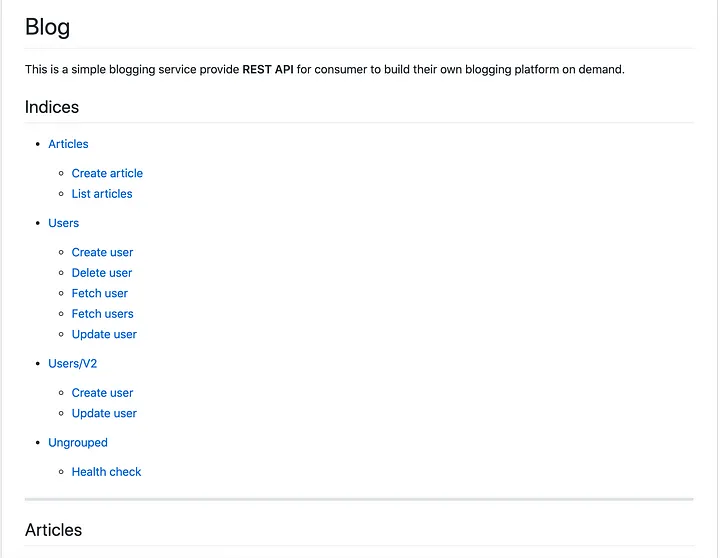 Blog
This is a simple blogging service provide REST API for consumer to build their own blogging platform on demand.
Indices
Articles
Create article
List articles
Users
Create user
Delete user
Fetch user
Fetch users
Update user
Users/V2
Create user
Update user
Ungrouped
Health check
Articles